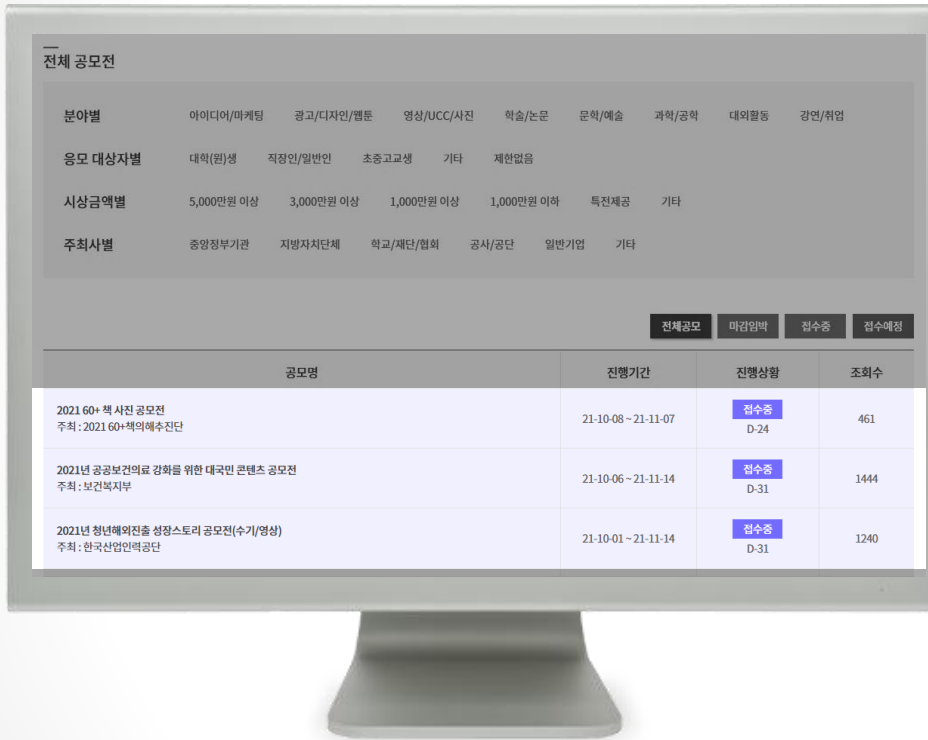 전체 공모전
분야별 아이디어/마케팅 광고/디자인/웹툰 영상/UCC/사진 학술/논문 문학/예술 과학/공학 대외활동 강연/취업
응모 대상자별 대학(원)생 직장인/일반인 초중고교생 기타 제한없음
시상금액별 5,000만원 이상 3,000만원 이상 1,000만원 이상 1,000만원 이하 특전제공 기타
주최사별 중앙정부기관 지방자치단체 학교/재단/협회 공사/공단 일반기업 기타
전체공모 마감임박 접수중 접수예정
공모명 진행기간 진행상황 조회수
2021 60+ 책 사진 공모전
주최 : 2021 60+책의해추진단
21-10-08 ~ 21-11-07
접수중
D-24
461
2021년 공공보건의료 강화를 위한 대국민 콘텐츠 공모전
주최 : 보건복지부
21-10-06 ~ 21-11-14
접수중
D-31
1444
2021년 청년해외진출 성장스토리 공모전(수기/영상)
주최 : 한국산업인력공단
21-10-01 ~ 21-11-14
접수중
D-31
1240